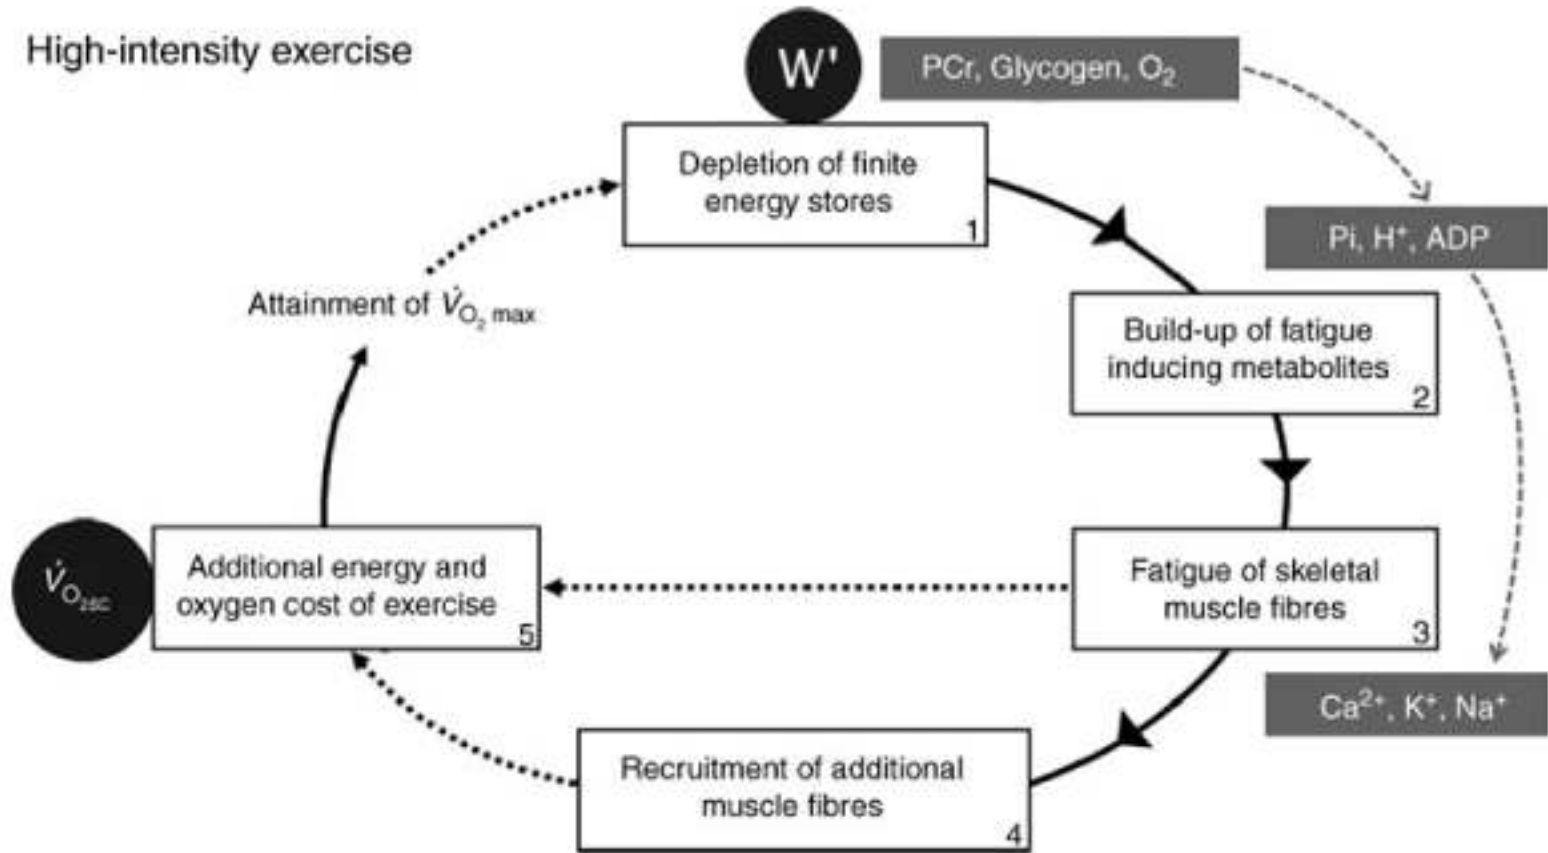 High-intensity exercise
W'
PCr, Glycogen, O₂
Depletion of finite
energy stores
1
Pi, H⁺, ADP
Attainment of V̇O₂ max
Build-up of fatigue
inducing metabolites
2
Additional energy and
oxygen cost of exercise
5
V̇O₂SC
Fatigue of skeletal
muscle fibres
3
Ca²⁺, K⁺, Na⁺
Recruitment of additional
muscle fibres
4